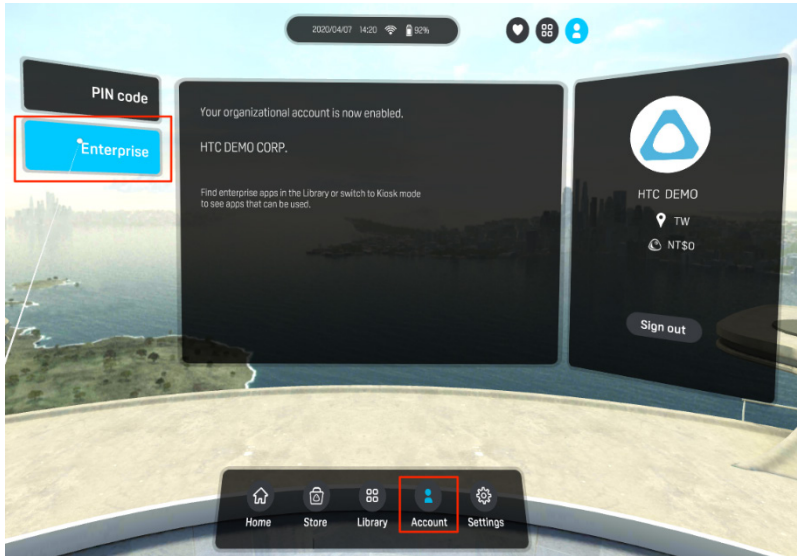 2020/04/07 14:20 92%
PIN code
Enterprise
Your organizational account is now enabled.
HTC DEMO CORP.
Find enterprise apps in the Library or switch to Kiosk mode
to see apps that can be used.
HTC DEMO
TW
NT$0
Sign out
Home Store Library Account Settings